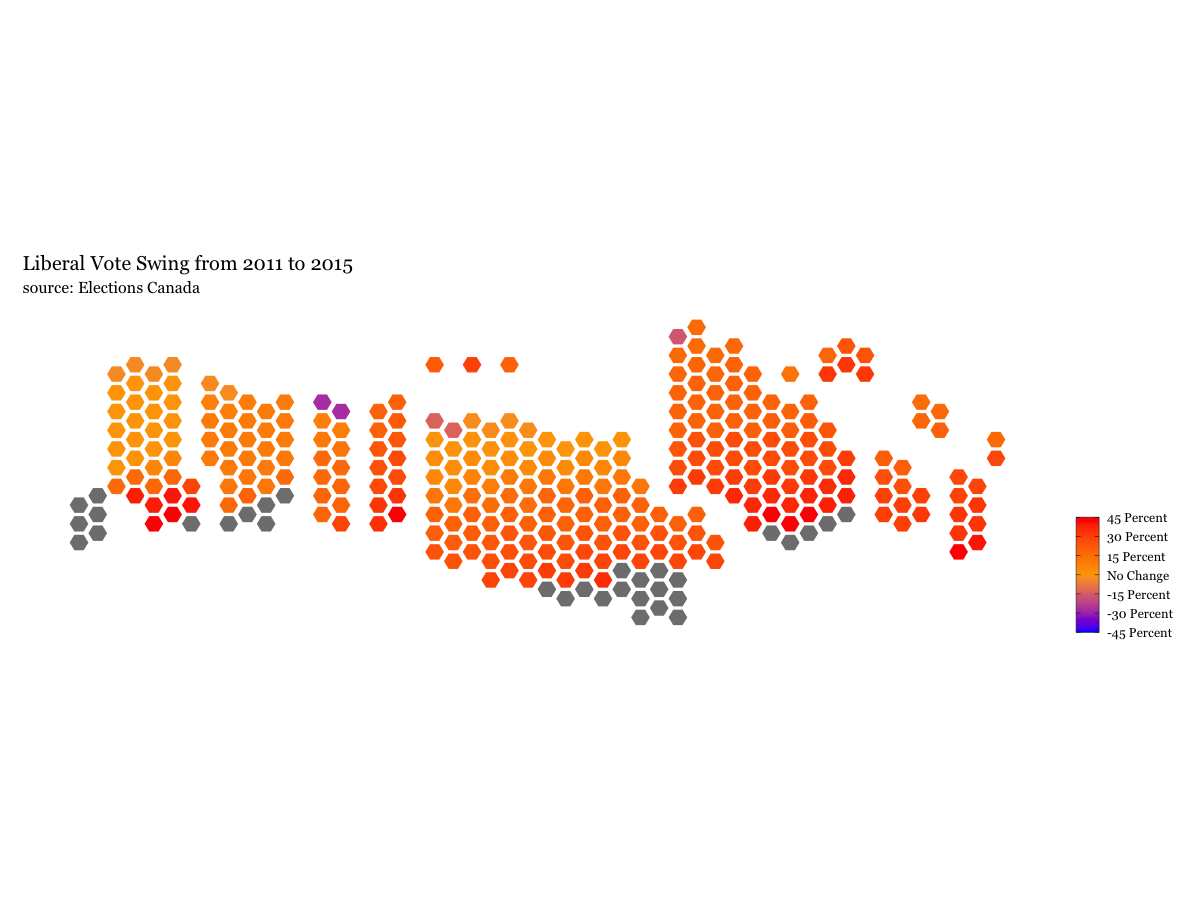 Liberal Vote Swing from 2011 to 2015
source: Elections Canada
45 Percent
30 Percent
15 Percent
No Change
-15 Percent
-30 Percent
-45 Percent